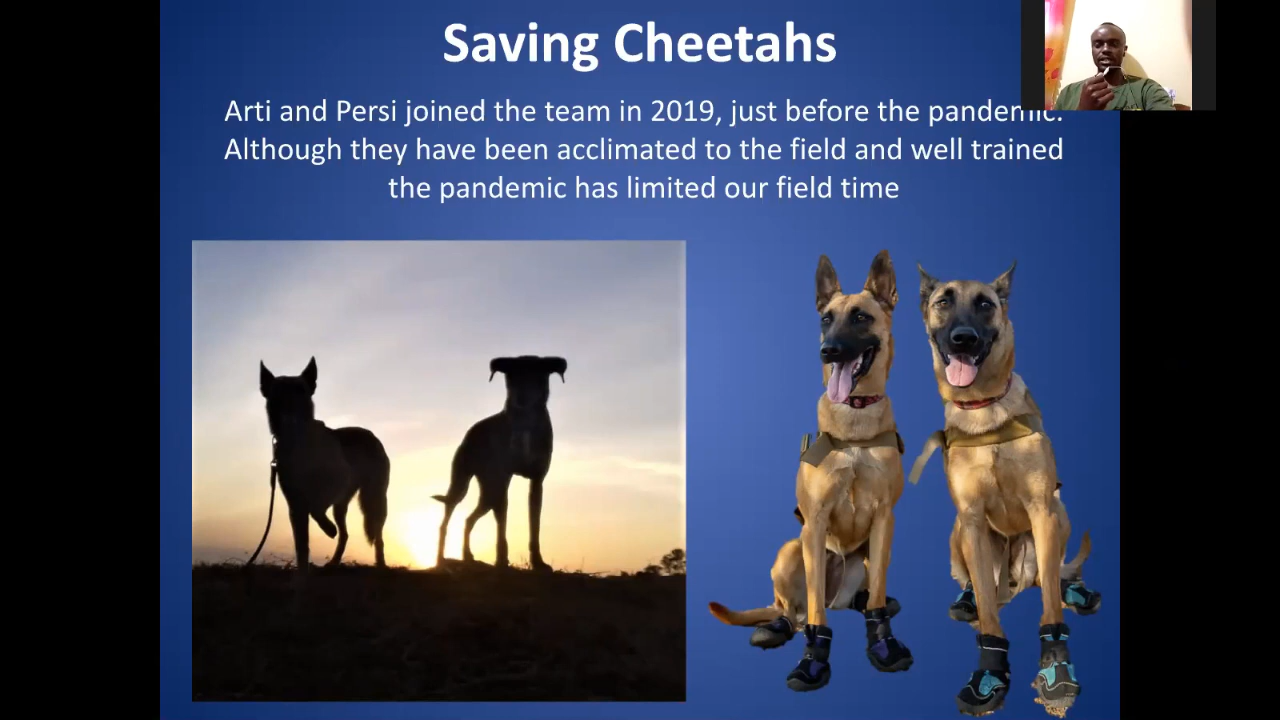 Saving Cheetahs
Arti and Persi joined the team in 2019, just before the pandemic.
Although they have been acclimated to the field and well trained
the pandemic has limited our field time